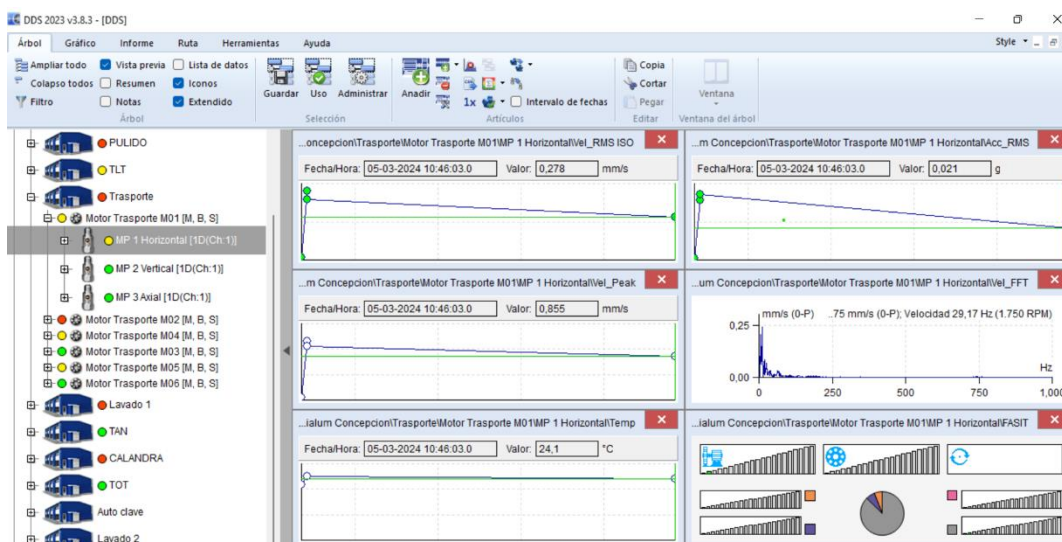 DDS 2023 v3.8.3 - [DDS]
Árbol Gráfico Informe Ruta Herramientas Ayuda Style
Ampliar todo Vista previa Lista de datos
Colapso todos Resumen Iconos
Filtro Notas Extendido
Árbol
Guardar Uso Administrar
Selección
Anadir 1x Intervalo de fechas
Artículos
Copia
Cortar
Pegar
Editar
Ventana
Ventana del árbol
PULIDO
TLT
Trasporte
Motor Trasporte M01 [M, B, S]
MP 1 Horizontal [1D(Ch:1)]
MP 2 Vertical [1D(Ch:1)]
MP 3 Axial [1D(Ch:1)]
Motor Trasporte M02 [M, B, S]
Motor Trasporte M04 [M, B, S]
Motor Trasporte M03 [M, B, S]
Motor Trasporte M05 [M, B, S]
Motor Trasporte M06 [M, B, S]
Lavado 1
TAN
CALANDRA
TOT
Auto clave
Lavado 2
...oncepcion\Trasporte\Motor Trasporte M01\MP 1 Horizontal\Vel_RMS ISO
Fecha/Hora: 05-03-2024 10:46:03.0 Valor: 0,278 mm/s
...m Concepcion\Trasporte\Motor Trasporte M01\MP 1 Horizontal\Acc_RMS
Fecha/Hora: 05-03-2024 10:46:03.0 Valor: 0,021 g
...m Concepcion\Trasporte\Motor Trasporte M01\MP 1 Horizontal\Vel_Peak
Fecha/Hora: 05-03-2024 10:46:03.0 Valor: 0,855 mm/s
...um Concepcion\Trasporte\Motor Trasporte M01\MP 1 Horizontal\Vel_FFT
mm/s (0-P) ..75 mm/s (0-P); Velocidad 29,17 Hz (1.750 RPM)
0,25
Hz
0,00
0 250 500 750 1,000
...ialum Concepcion\Trasporte\Motor Trasporte M01\MP 1 Horizontal\Temp
Fecha/Hora: 05-03-2024 10:46:03.0 Valor: 24,1 °C
...ialum Concepcion\Trasporte\Motor Trasporte M01\MP 1 Horizontal\FASIT